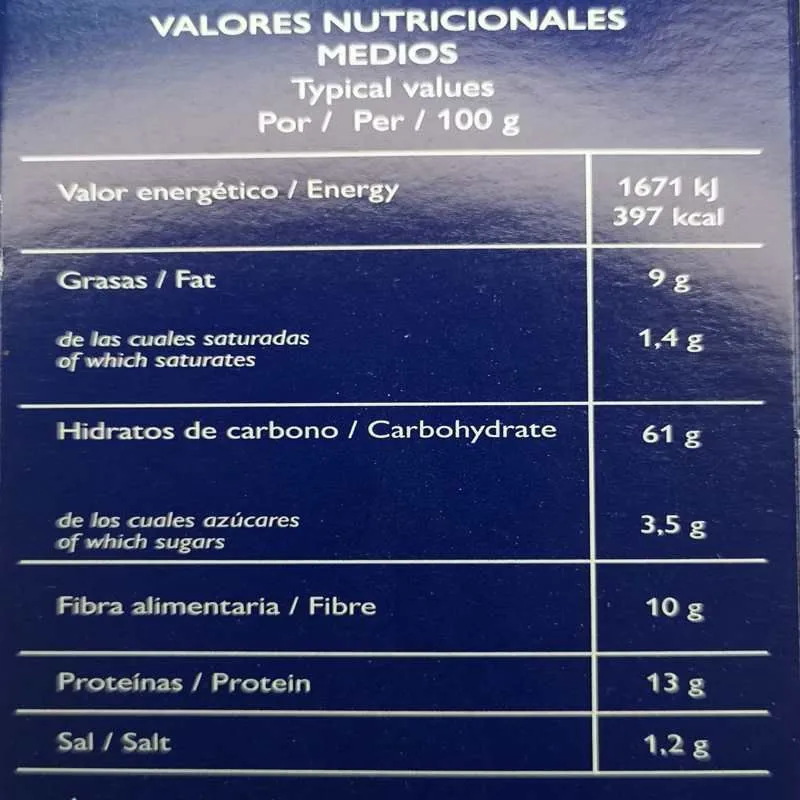 VALORES NUTRICIONALES
MEDIOS
Typical values
Por / Per / 100 g
Valor energético / Energy 1671 kJ
397 kcal
Grasas / Fat 9 g
de las cuales saturadas 1,4 g
of which saturates
Hidratos de carbono / Carbohydrate 61 g
de los cuales azúcares 3,5 g
of which sugars
Fibra alimentaria / Fibre 10 g
Proteínas / Protein 13 g
Sal / Salt 1,2 g